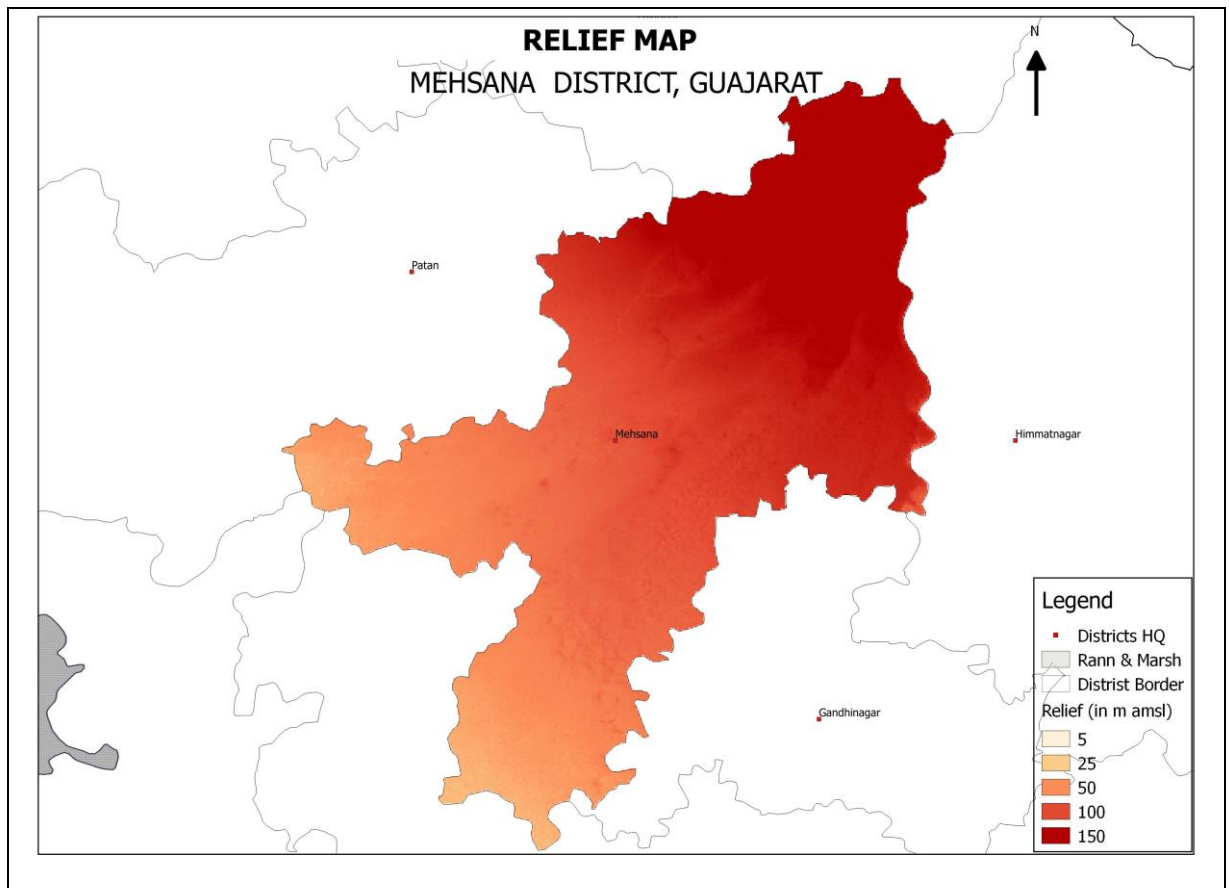 RELIEF MAP
MEHSANA DISTRICT, GUAJARAT
N
Patan
Mehsana
Himmatnagar
Gandhinagar
Legend
Districts HQ
Rann & Marsh
Distrist Border
Relief (in m amsl)
5
25
50
100
150